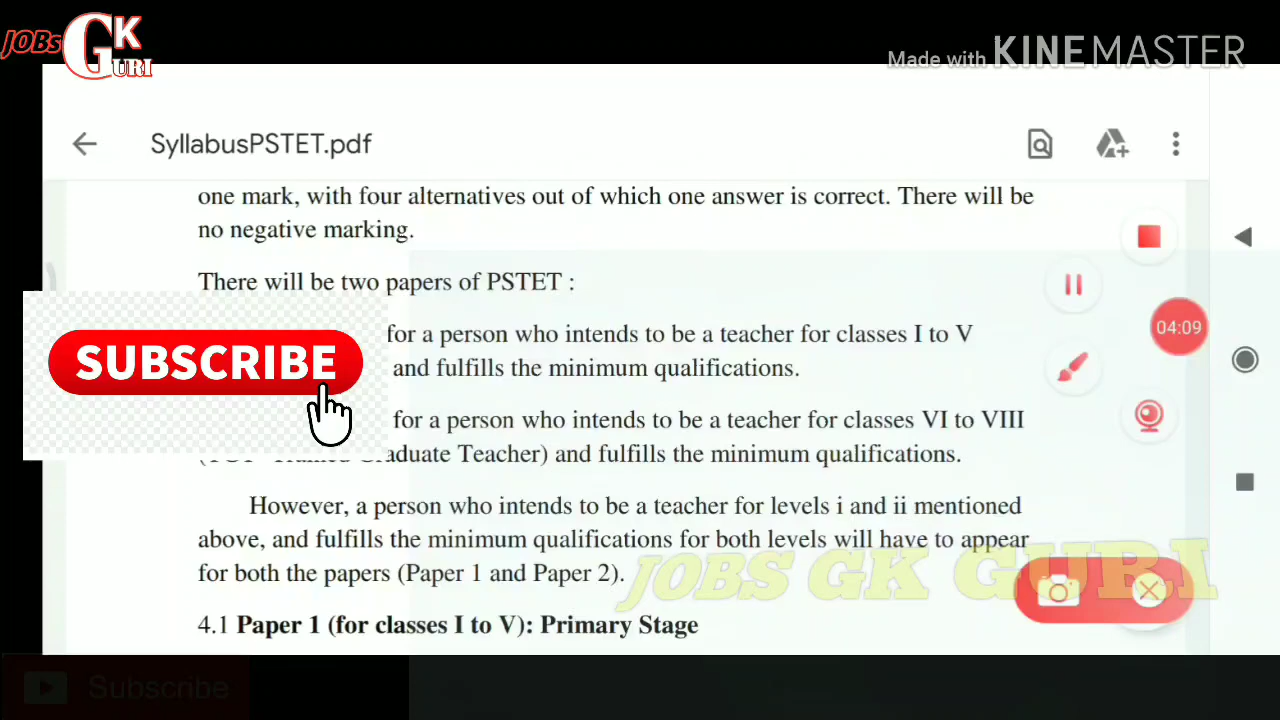 JOBs GK GURI
Made with KINEMASTER
SyllabusPSTET.pdf
one mark, with four alternatives out of which one answer is correct. There will be
no negative marking.
There will be two papers of PSTET :
for a person who intends to be a teacher for classes I to V
and fulfills the minimum qualifications.
SUBSCRIBE
for a person who intends to be a teacher for classes VI to VIII
Graduate Teacher) and fulfills the minimum qualifications.
However, a person who intends to be a teacher for levels i and ii mentioned
above, and fulfills the minimum qualifications for both levels will have to appear
for both the papers (Paper 1 and Paper 2).
4.1 Paper 1 (for classes I to V): Primary Stage
04:09
JOBS GK GURI
Subscribe